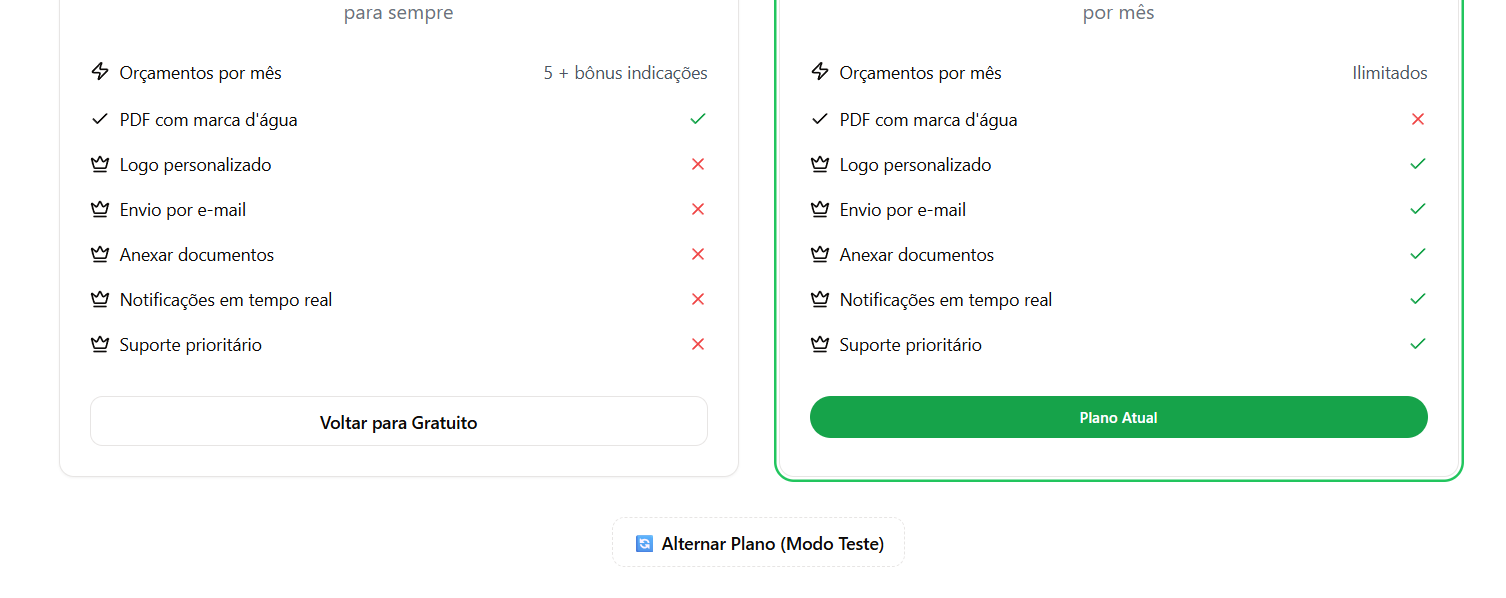 para sempre
Orçamentos por mês 5 + bônus indicações
PDF com marca d'água
Logo personalizado
Envio por e-mail
Anexar documentos
Notificações em tempo real
Suporte prioritário
Voltar para Gratuito
por mês
Orçamentos por mês Ilimitados
PDF com marca d'água
Logo personalizado
Envio por e-mail
Anexar documentos
Notificações em tempo real
Suporte prioritário
Plano Atual
Alternar Plano (Modo Teste)